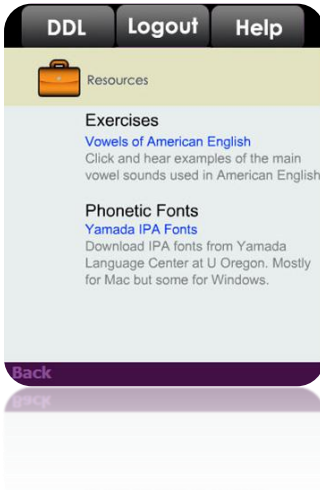 DDL Logout Help
Resources
Exercises
Vowels of American English
Click and hear examples of the main
vowel sounds used in American English
Phonetic Fonts
Yamada IPA Fonts
Download IPA fonts from Yamada
Language Center at U Oregon. Mostly
for Mac but some for Windows.
Back